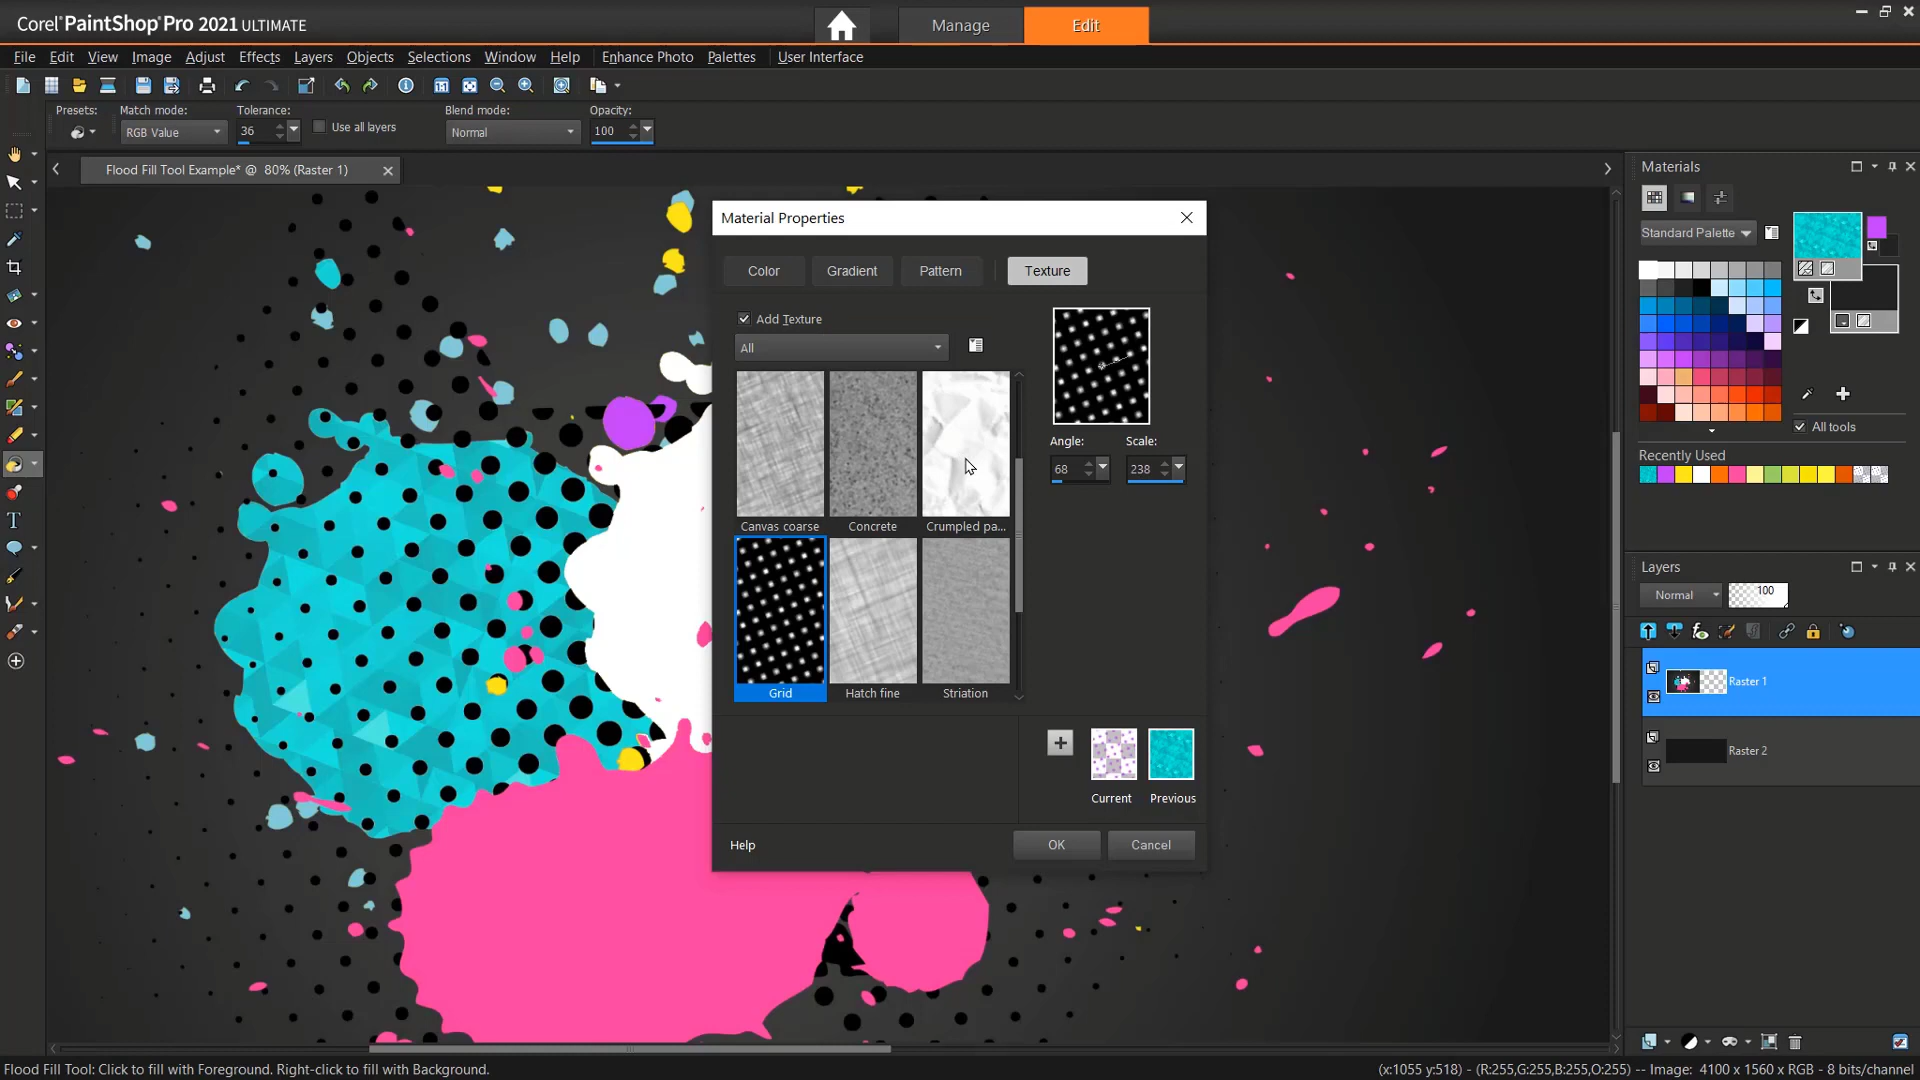 Corel PaintShop Pro 2021 ULTIMATE
Manage
Edit
File Edit View Image Adjust Effects Layers Objects Selections Window Help Enhance Photo Palettes User Interface
Presets: Match mode: Tolerance: Blend mode: Opacity:
RGB Value 36 Use all layers Normal 100
Flood Fill Tool Example* @ 80% (Raster 1)
Material Properties
Color Gradient Pattern Texture
Add Texture
All
Canvas coarse Concrete Crumpled pa...
Grid Hatch fine Striation
Angle: Scale:
68 238
Current Previous
Help OK Cancel
Materials
Standard Palette
All tools
Recently Used
Layers
Normal 100
Raster 1
Raster 2
Flood Fill Tool: Click to fill with Foreground. Right-click to fill with Background.
(x:1055 y:518) - (R:255,G:255,B:255,O:255) -- Image: 4100 x 1560 x RGB - 8 bits/channel